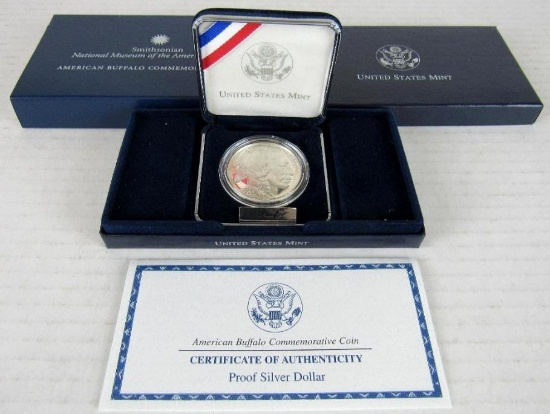 Smithsonian
National Museum of the Amer
AMERICAN BUFFALO COMMEMO
UNITED STATES MINT
UNITED STATES MINT
UNITED STATES MINT
American Buffalo Commemorative Coin
CERTIFICATE OF AUTHENTICITY
Proof Silver Dollar